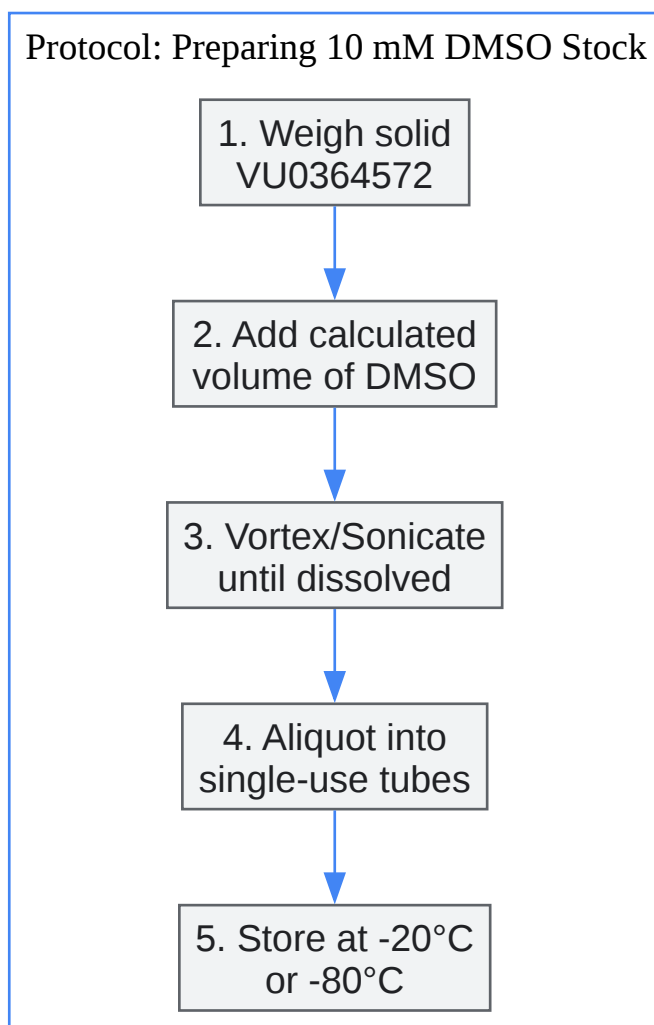 Protocol: Preparing 10 mM DMSO Stock
1. Weigh solid
VU0364572
2. Add calculated
volume of DMSO
3. Vortex/Sonicate
until dissolved
4. Aliquot into
single-use tubes
5. Store at -20°C
or -80°C